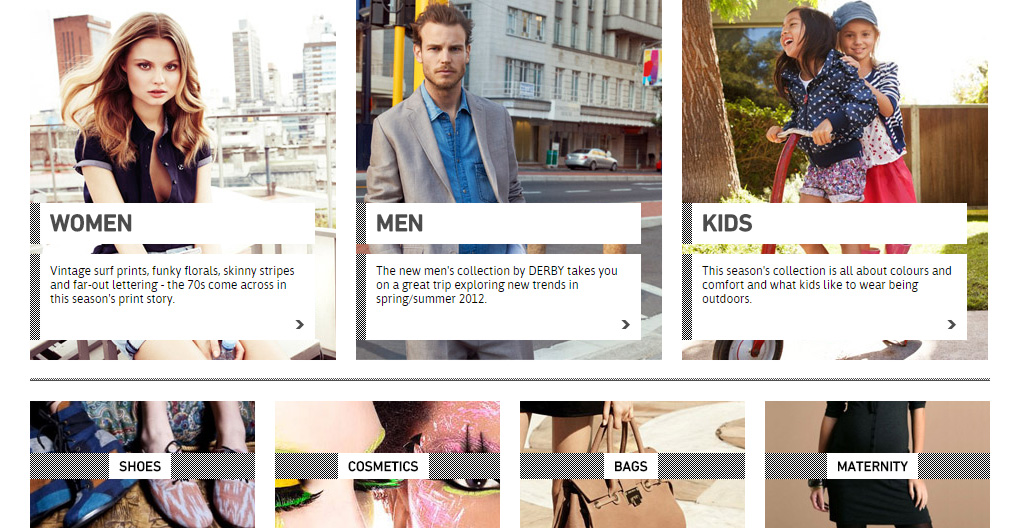 WOMEN
Vintage surf prints, funky florals, skinny stripes
and far-out lettering - the 70s come across in
this season's print story.
MEN
The new men's collection by DERBY takes you
on a great trip exploring new trends in
spring/summer 2012.
KIDS
This season's collection is all about colours and
comfort and what kids like to wear being
outdoors.
SHOES
COSMETICS
BAGS
MATERNITY